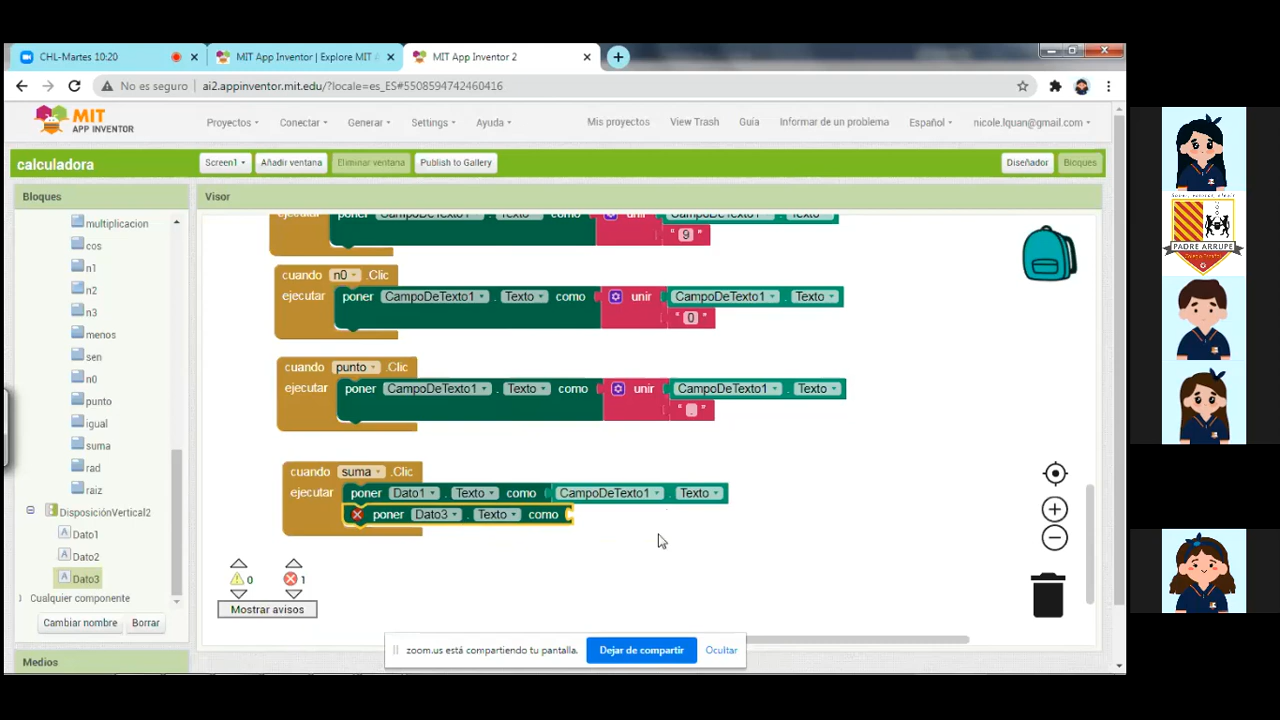 CHL-Martes 10:20
MIT App Inventor | Explore MIT
MIT App Inventor 2
No es seguro
ai2.appinventor.mit.edu/?locale=es_ES#5508594742460416
MIT
APP INVENTOR
Proyectos
Conectar
Generar
Settings
Ayuda
Mis proyectos
View Trash
Guía
Informar de un problema
Español
nicole.lquan@gmail.com
calculadora
Screen1
Añadir ventana
Eliminar ventana
Publish to Gallery
Diseñador
Bloques
Bloques
Visor
multiplicacion
cos
n1
n2
n3
menos
sen
n0
punto
igual
suma
rad
raiz
DisposiciónVertical2
Dato1
Dato2
Dato3
Cualquier componente
Cambiar nombre
Borrar
Medios
ejecutar poner CampoDeTexto1 . Texto como unir CampoDeTexto1 . Texto
" 9 "
cuando n0 .Clic
ejecutar poner CampoDeTexto1 . Texto como unir CampoDeTexto1 . Texto
" 0 "
cuando punto .Clic
ejecutar poner CampoDeTexto1 . Texto como unir CampoDeTexto1 . Texto
" . "
cuando suma .Clic
ejecutar poner Dato1 . Texto como CampoDeTexto1 . Texto
poner Dato3 . Texto como
0
1
Mostrar avisos
zoom.us está compartiendo tu pantalla.
Dejar de compartir
Ocultar
PADRE ARRUPE
Colegio Español